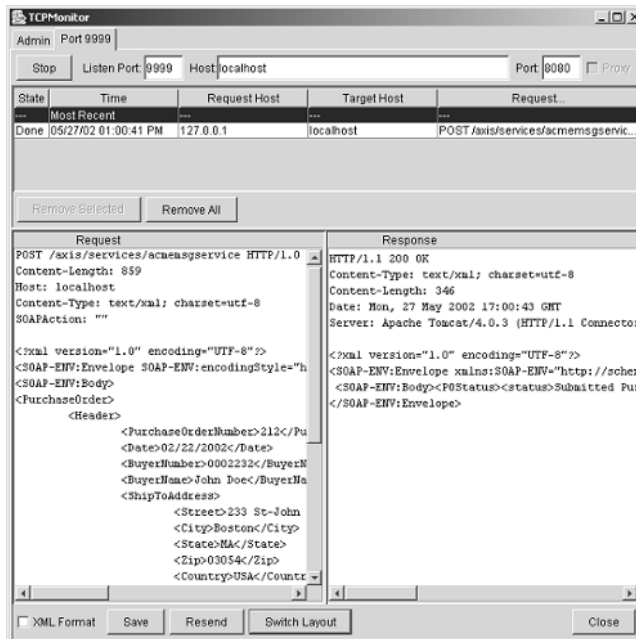 TCPMonitor
Admin Port 9999
Stop Listen Port: 9999 Host: localhost Port: 8080 Proxy
State Time Request Host Target Host Request...
--- Most Recent --- --- ---
Done 05/27/02 01:00:41 PM 127.0.0.1 localhost POST /axis/services/acmemsgservic...
Remove Selected Remove All
Request
POST /axis/services/acmemsgservice HTTP/1.0
Content-Length: 859
Host: localhost
Content-Type: text/xml; charset=utf-8
SOAPAction: ""
<?xml version="1.0" encoding="UTF-8"?>
<SOAP-ENV:Envelope SOAP-ENV:encodingStyle="h
<SOAP-ENV:Body>
<PurchaseOrder>
<Header>
<PurchaseOrderNumber>212</Pu
<Date>02/22/2002</Date>
<BuyerNumber>0002232</BuyerN
<BuyerName>John Doe</BuyerNa
<ShipToAddress>
<Street>233 St-John
<City>Boston</City>
<State>MA</State>
<Zip>03054</Zip>
<Country>USA</Countr
Response
HTTP/1.1 200 OK
Content-Type: text/xml; charset=utf-8
Content-Length: 346
Date: Mon, 27 May 2002 17:00:43 GMT
Server: Apache Tomcat/4.0.3 (HTTP/1.1 Connector
<?xml version="1.0" encoding="UTF-8"?>
<SOAP-ENV:Envelope xmlns:SOAP-ENV="http://schem
<SOAP-ENV:Body><POStatus><status>Submitted Pur
</SOAP-ENV:Envelope>
XML Format Save Resend Switch Layout Close